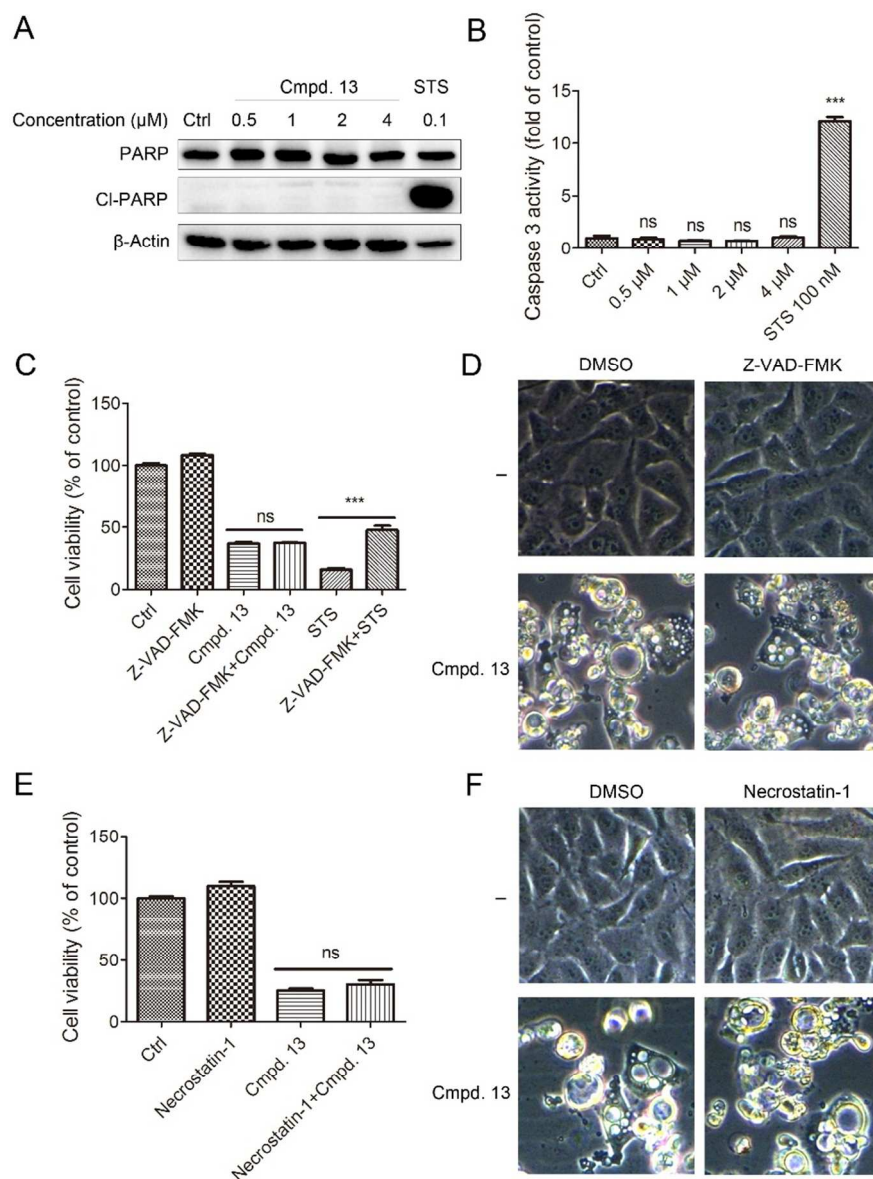 A
Cmpd. 13 STS
Concentration (μM) Ctrl 0.5 1 2 4 0.1
PARP
Cl-PARP
β-Actin
B
Caspase 3 activity (fold of control)
15
10
5
0
ns ns ns ns ***
Ctrl 0.5 μM 1 μM 2 μM 4 μM STS 100 nM
C
Cell viability (% of control)
150
100
50
0
ns ***
Ctrl Z-VAD-FMK Cmpd. 13 Z-VAD-FMK+Cmpd. 13 STS Z-VAD-FMK+STS
D
DMSO Z-VAD-FMK
–
Cmpd. 13
E
Cell viability (% of control)
150
100
50
0
ns
Ctrl Necrostatin-1 Cmpd. 13 Necrostatin-1+Cmpd. 13
F
DMSO Necrostatin-1
–
Cmpd. 13